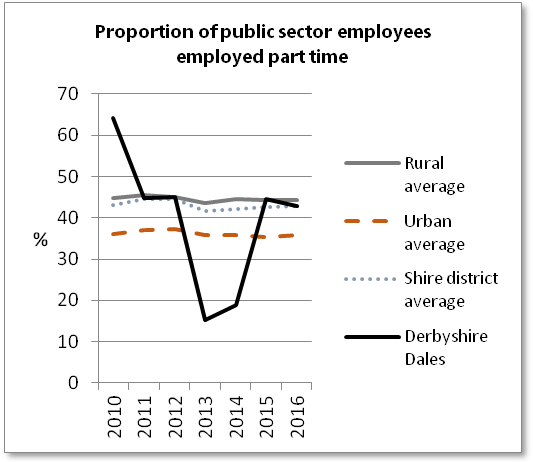 Proportion of public sector employees
employed part time
70
60
50
40
30
20
10
0
%
2010
2011
2012
2013
2014
2015
2016
Rural
average
Urban
average
Shire district
average
Derbyshire
Dales